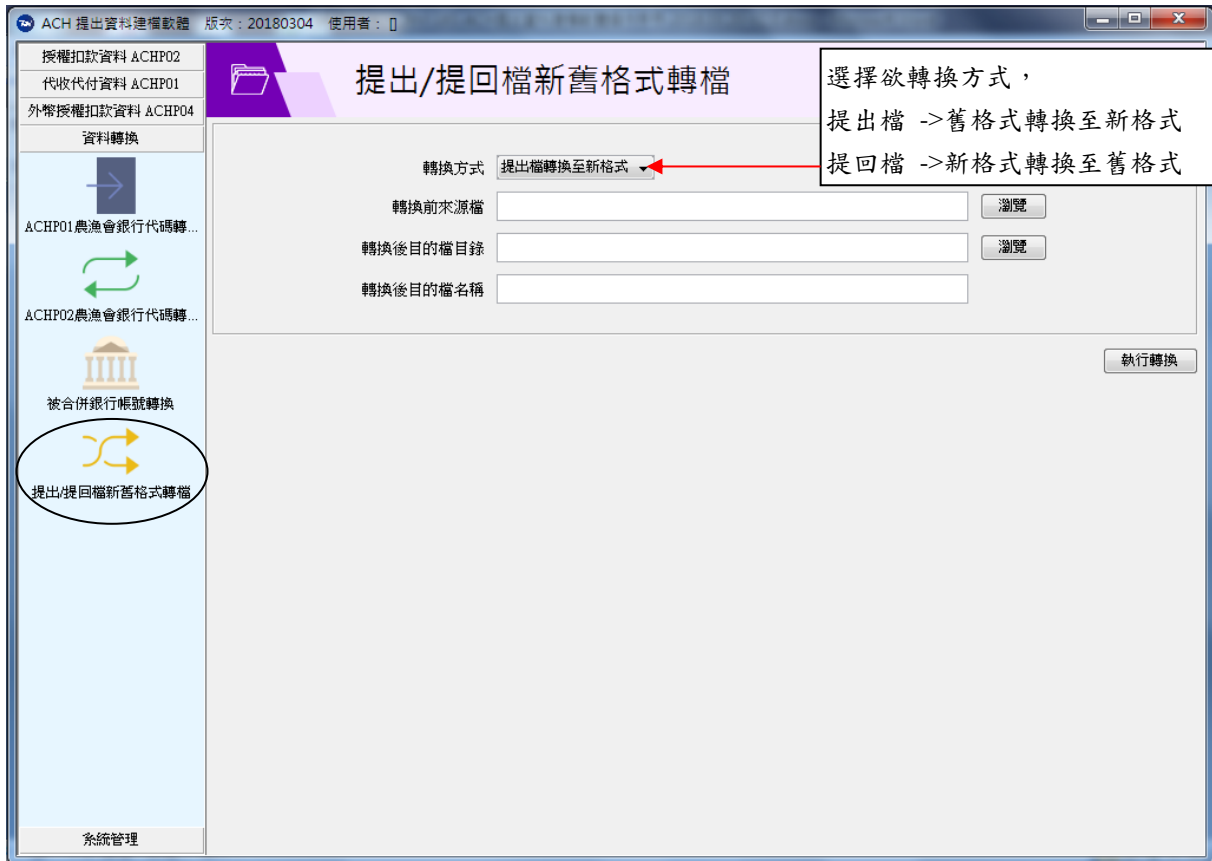 ACH 提出資料建檔軟體 版次：20180304 使用者： []
授權扣款資料 ACHP02
代收代付資料 ACHP01
外幣授權扣款資料 ACHP04
資料轉換
ACHP01農漁會銀行代碼轉...
ACHP02農漁會銀行代碼轉...
被合併銀行帳號轉換
提出/提回檔新舊格式轉檔
系統管理
提出/提回檔新舊格式轉檔
選擇欲轉換方式，
提出檔 ->舊格式轉換至新格式
提回檔 ->新格式轉換至舊格式
轉換方式 提出檔轉換至新格式
轉換前來源檔 瀏覽
轉換後目的檔目錄 瀏覽
轉換後目的檔名稱
執行轉換